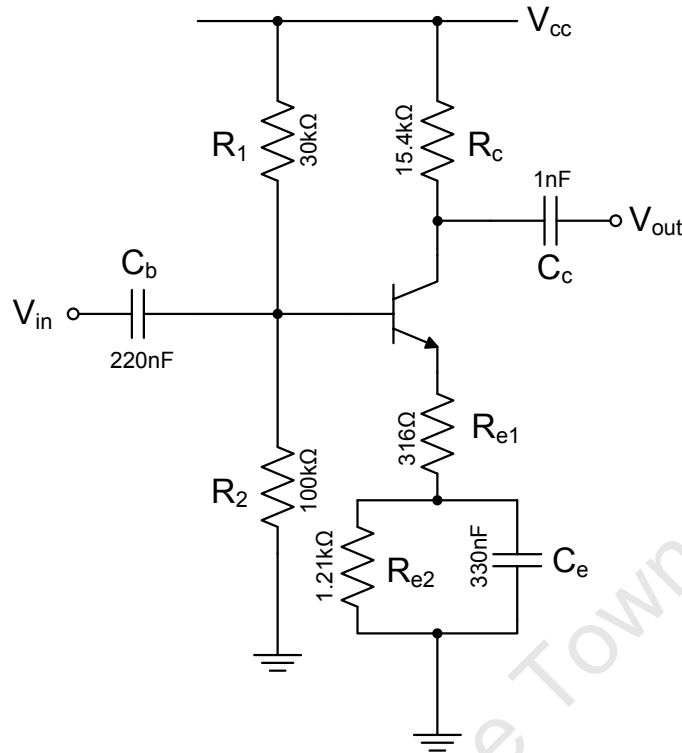 Vcc
R1
30kΩ
15.4kΩ
Rc
1nF
Vout
Cc
Cb
Vin
220nF
316Ω
Re1
R2
100kΩ
1.21kΩ
Re2
330nF
Ce
e Town